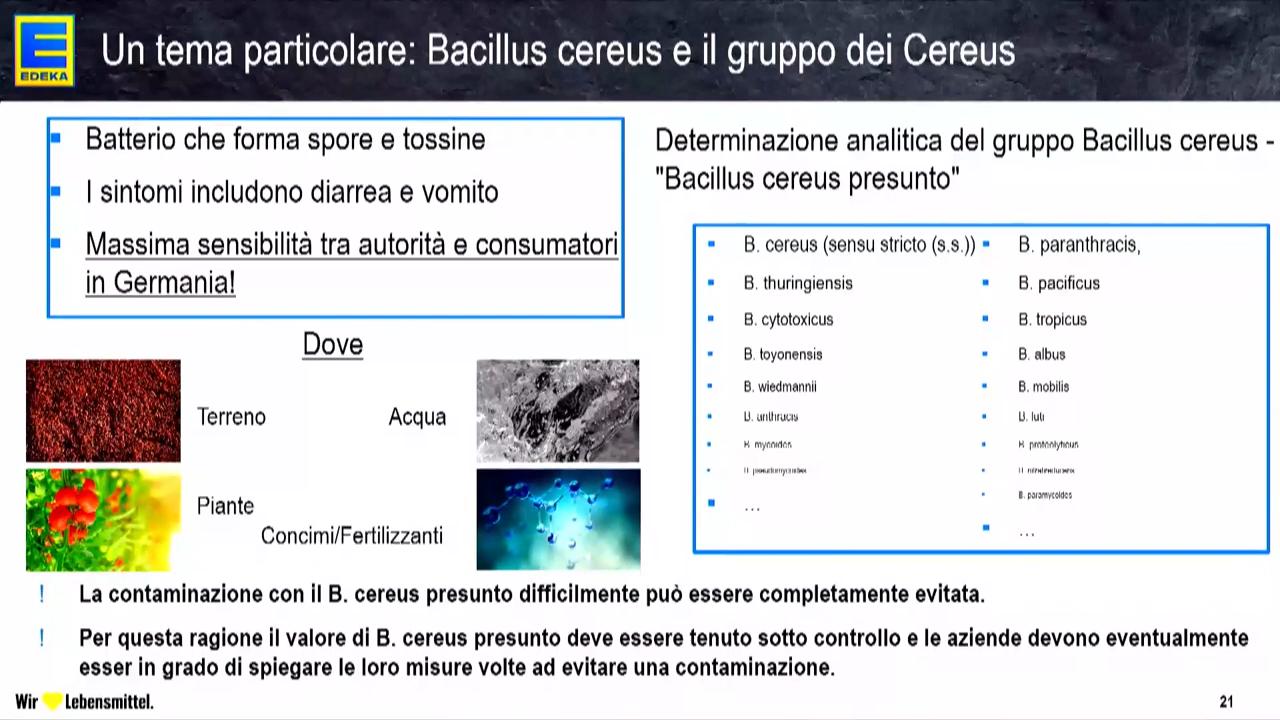 EDEKA
Un tema particolare: Bacillus cereus e il gruppo dei Cereus
Batterio che forma spore e tossine
I sintomi includono diarrea e vomito
Massima sensibilità tra autorità e consumatori
in Germania!
Dove
Terreno
Acqua
Piante
Concimi/Fertilizzanti
Determinazione analitica del gruppo Bacillus cereus -
"Bacillus cereus presunto"
B. cereus (sensu stricto (s.s.))
B. thuringiensis
B. cytotoxicus
B. toyonensis
B. wiedmannii
B. anthracis
B. mycoides
B. pseudomycoides
…
B. paranthracis,
B. pacificus
B. tropicus
B. albus
B. mobilis
B. luti
B. proteolyticus
B. paramycoides
…
! La contaminazione con il B. cereus presunto difficilmente può essere completamente evitata.
! Per questa ragione il valore di B. cereus presunto deve essere tenuto sotto controllo e le aziende devono eventualmente
esser in grado di spiegare le loro misure volte ad evitare una contaminazione.
Wir 💛 Lebensmittel.
21